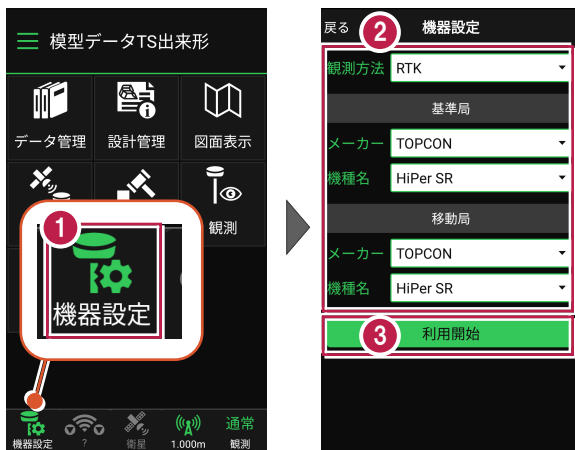 模型データTS出来形
データ管理
設計管理
図面表示
観測
1
機器設定
機器設定
?
衛星
1.000m
通常
観測
戻る
2
機器設定
観測方法
RTK
基準局
メーカー
TOPCON
機種名
HiPer SR
移動局
メーカー
TOPCON
機種名
HiPer SR
3
利用開始